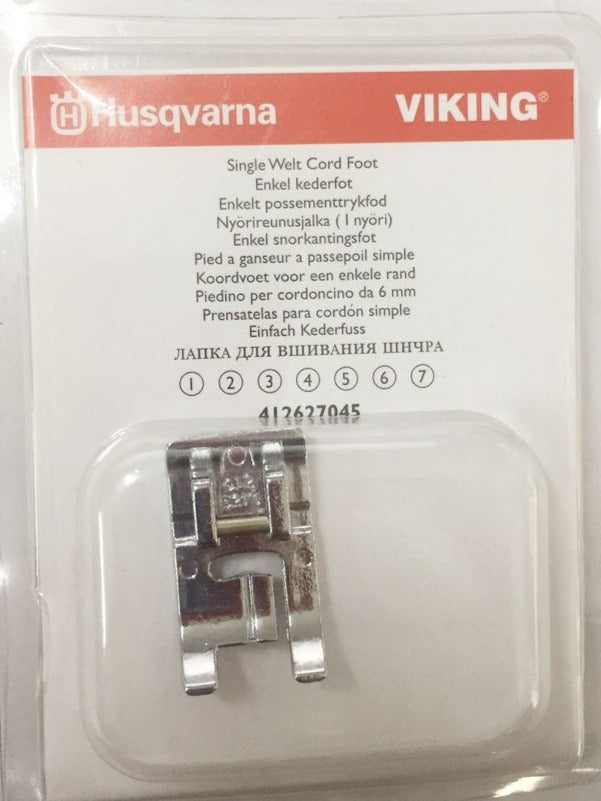 Husqvarna VIKING®
Single Welt Cord Foot
Enkel kederfot
Enkelt possementtrykfod
Nyörireunusjalka ( 1 nyöri)
Enkel snorkantingsfot
Pied a ganseur a passepoil simple
Koordvoet voor een enkele rand
Piedino per cordoncino da 6 mm
Prensatelas para cordón simple
Einfach Kederfuss
ЛАПКА ДЛЯ ВШИВАНИЯ ШНЧРА
1 2 3 4 5 6 7
412627045